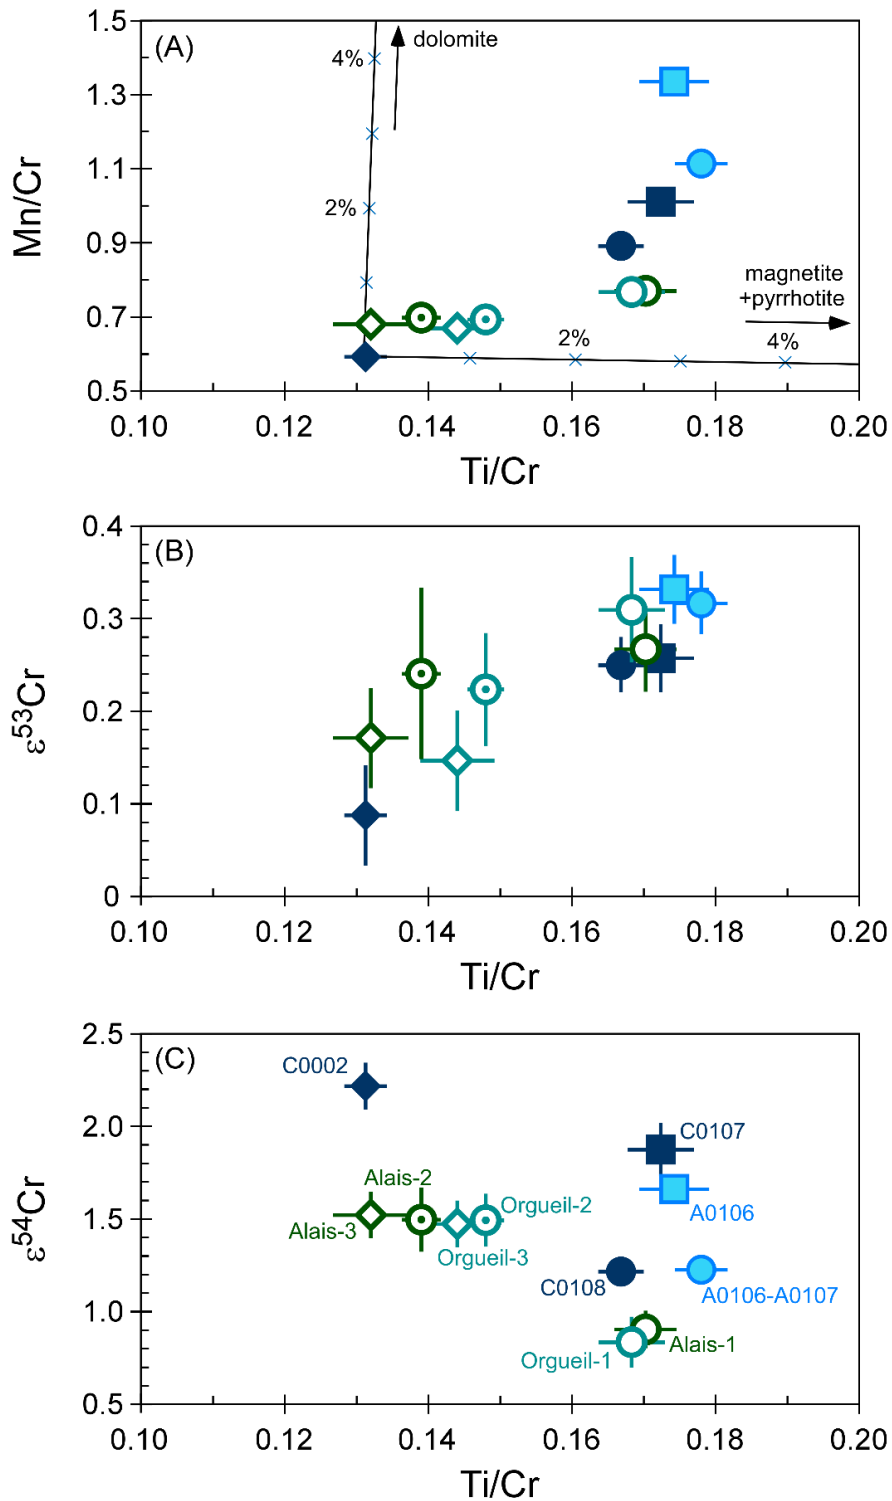 (A)
1.5
1.3
1.1
0.9
0.7
0.5
Mn/Cr
4%
2%
dolomite
magnetite
+pyrrhotite
2%
4%
0.10
0.12
0.14
0.16
0.18
0.20
Ti/Cr
(B)
0.4
0.3
0.2
0.1
0
ε⁵³Cr
0.10
0.12
0.14
0.16
0.18
0.20
Ti/Cr
(C)
2.5
2.0
1.5
1.0
0.5
ε⁵⁴Cr
C0002
C0107
Alais-2
A0106
Orgueil-2
Alais-3
Orgueil-3
C0108
A0106-A0107
Alais-1
Orgueil-1
0.10
0.12
0.14
0.16
0.18
0.20
Ti/Cr